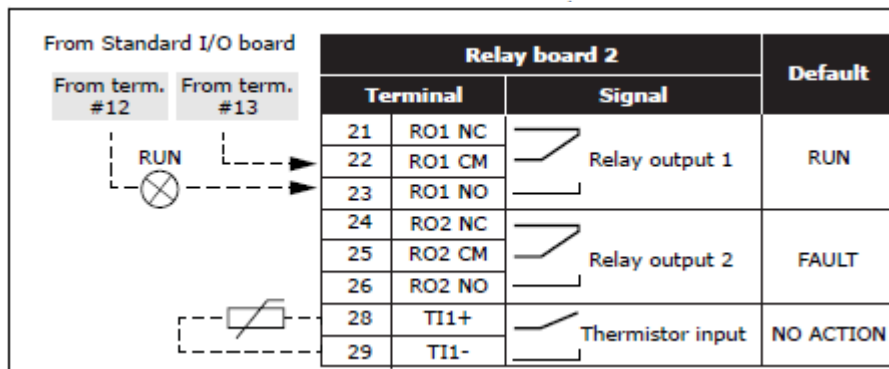 From Standard I/O board
From term. #12
From term. #13
RUN
Relay board 2
Default
Terminal
Signal
21 RO1 NC
22 RO1 CM
23 RO1 NO
Relay output 1
RUN
24 RO2 NC
25 RO2 CM
26 RO2 NO
Relay output 2
FAULT
28 TI1+
29 TI1-
Thermistor input
NO ACTION